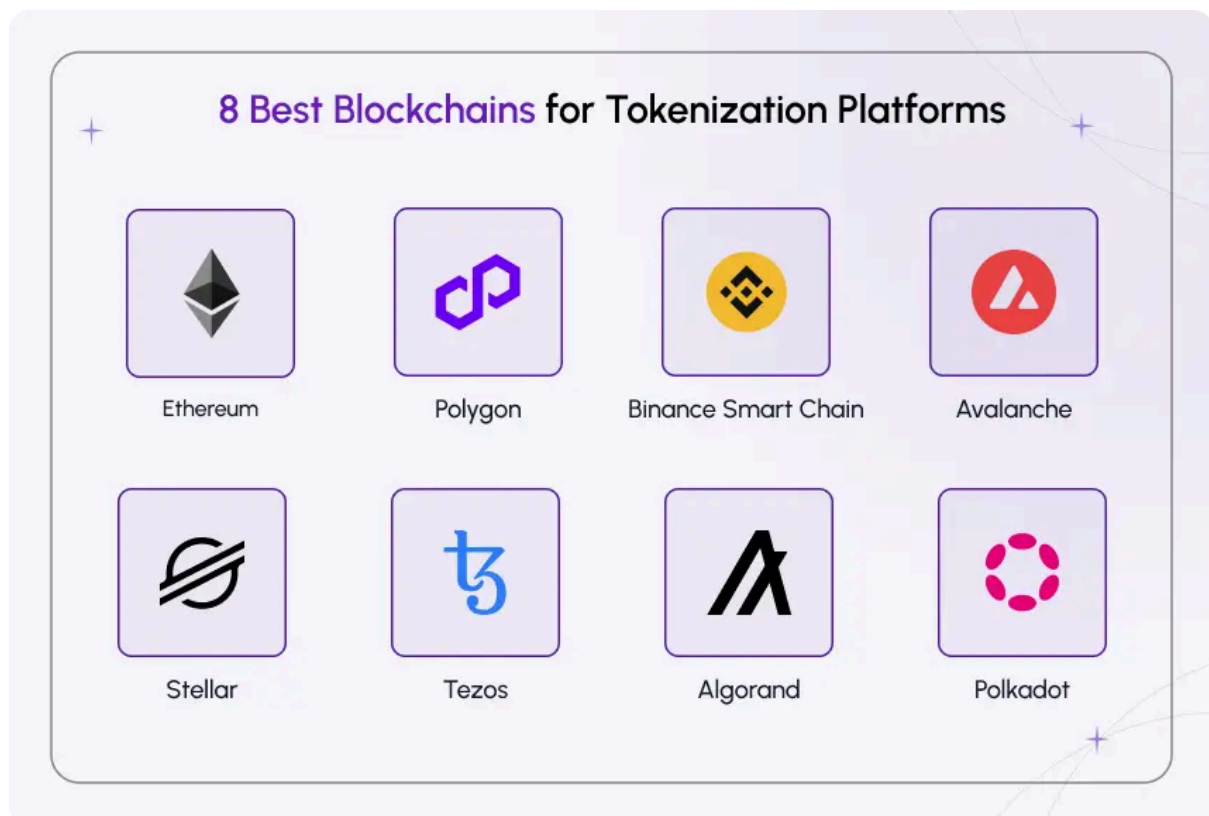 8 Best Blockchains for Tokenization Platforms
Ethereum
Polygon
Binance Smart Chain
Avalanche
Stellar
Tezos
Algorand
Polkadot